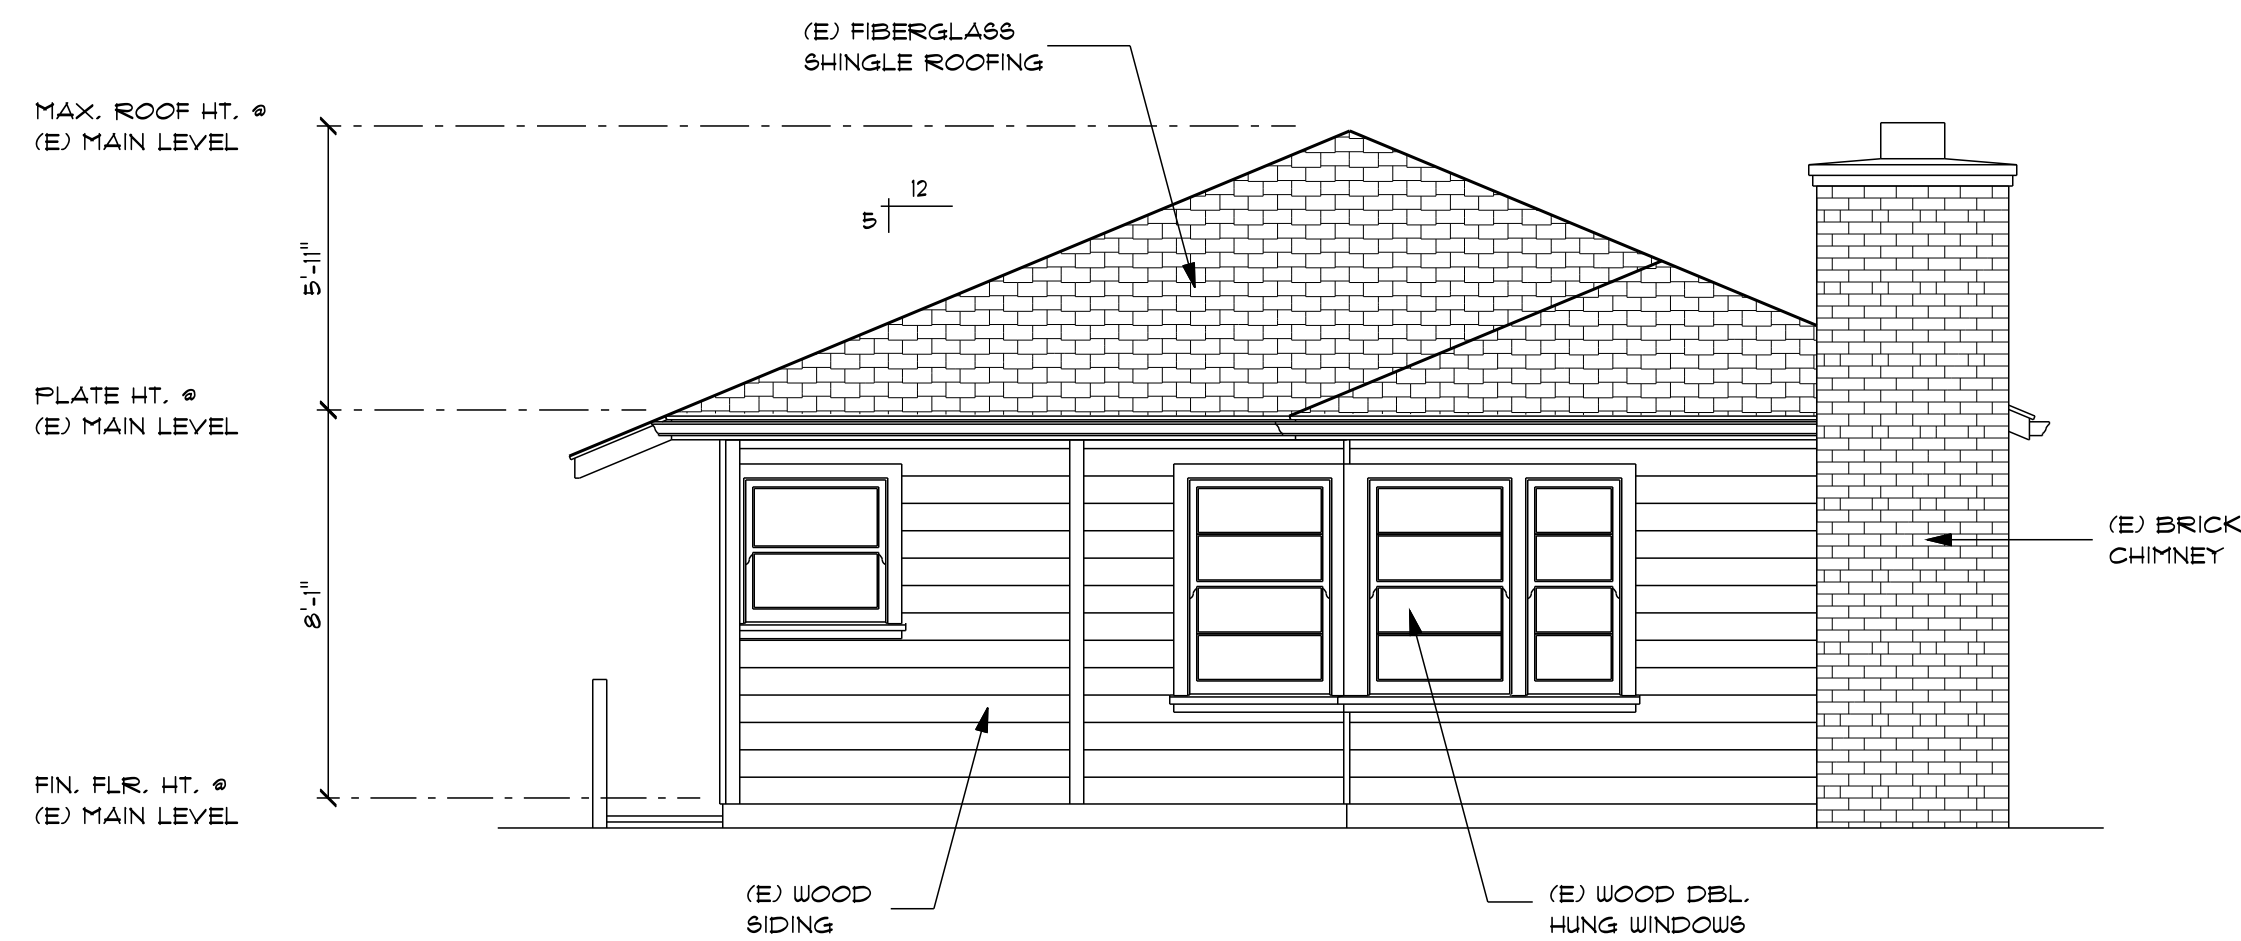 (E) FIBERGLASS
SHINGLE ROOFING
MAX. ROOF HT. @
(E) MAIN LEVEL
12
5
5'-11"
PLATE HT. @
(E) MAIN LEVEL
(E) BRICK
CHIMNEY
8'-1"
FIN. FLR. HT. @
(E) MAIN LEVEL
(E) WOOD
SIDING
(E) WOOD DBL.
HUNG WINDOWS